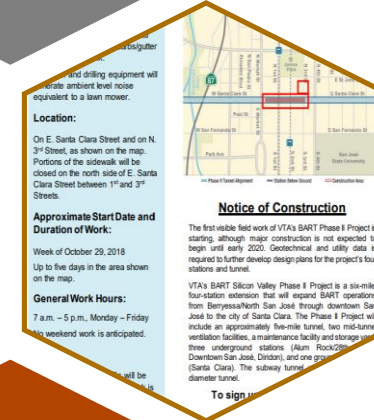 bs/gutter
and drilling equipment will
ambient level noise
equivalent to a lawn mower.
Location:
On E. Santa Clara Street and on N.
3rd Street, as shown on the map.
Portions of the sidewalk will be
closed on the north side of E. Santa
Clara Street between 1st and 3rd
Streets.
Approximate Start Date and
Duration of Work:
Week of October 29, 2018
Up to five days in the area shown
on the map.
General Work Hours:
7 a.m. – 5 p.m., Monday – Friday
No weekend work is anticipated.
will be
is
87
W Santa Clara St
E Santa Clara St
Post St
W San Fernando St
E San Fernando St
Park Ave
San José
State University
Phase II Tunnel Alignment
Station Below Ground
Construction Area
Notice of Construction
The first visible field work of VTA's BART Phase II Project is
starting, although major construction is not expected to
begin until early 2020. Geotechnical and utility data is
required to further develop design plans for the project's four
stations and tunnel.
VTA's BART Silicon Valley Phase II Project is a six-mile,
four-station extension that will expand BART operations
from Berryessa/North San José through downtown San
José to the city of Santa Clara. The Phase II Project will
include an approximately five-mile tunnel, two mid-tunnel
ventilation facilities, a maintenance facility and storage yard,
three underground stations (Alum Rock/28th
Downtown San José, Diridon), and one
(Santa Clara). The subway tunnel
diameter tunnel.
To sign